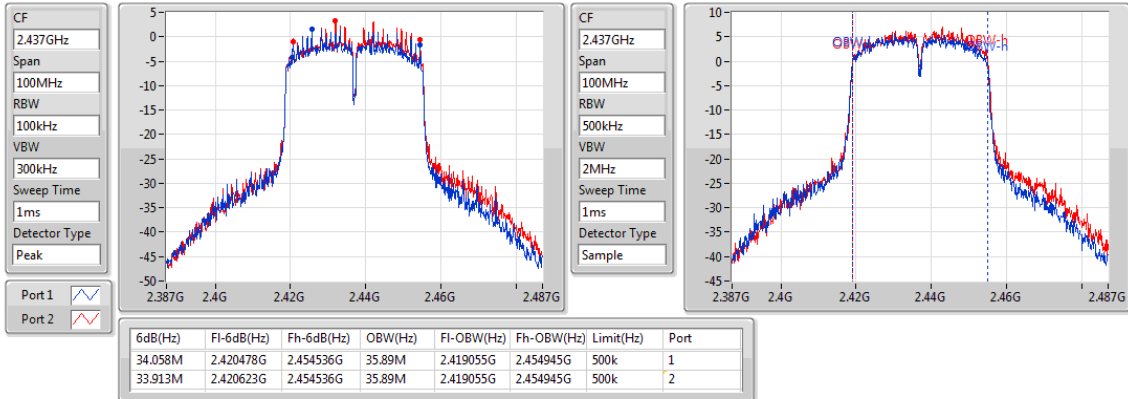 CF
2.437GHz
Span
100MHz
RBW
100kHz
VBW
300kHz
Sweep Time
1ms
Detector Type
Peak
Port 1
Port 2
5
0
-5
-10
-15
-20
-25
-30
-35
-40
-45
-50
2.387G 2.4G 2.42G 2.44G 2.46G 2.487G
CF
2.437GHz
Span
100MHz
RBW
500kHz
VBW
2MHz
Sweep Time
1ms
Detector Type
Sample
10
5
0
-5
-10
-15
-20
-25
-30
-35
-40
-45
2.387G 2.4G 2.42G 2.44G 2.46G 2.487G
6dB(Hz) Fl-6dB(Hz) Fh-6dB(Hz) OBW(Hz) Fl-OBW(Hz) Fh-OBW(Hz) Limit(Hz) Port
34.058M 2.420478G 2.454536G 35.89M 2.419055G 2.454945G 500k 1
33.913M 2.420623G 2.454536G 35.89M 2.419055G 2.454945G 500k 2